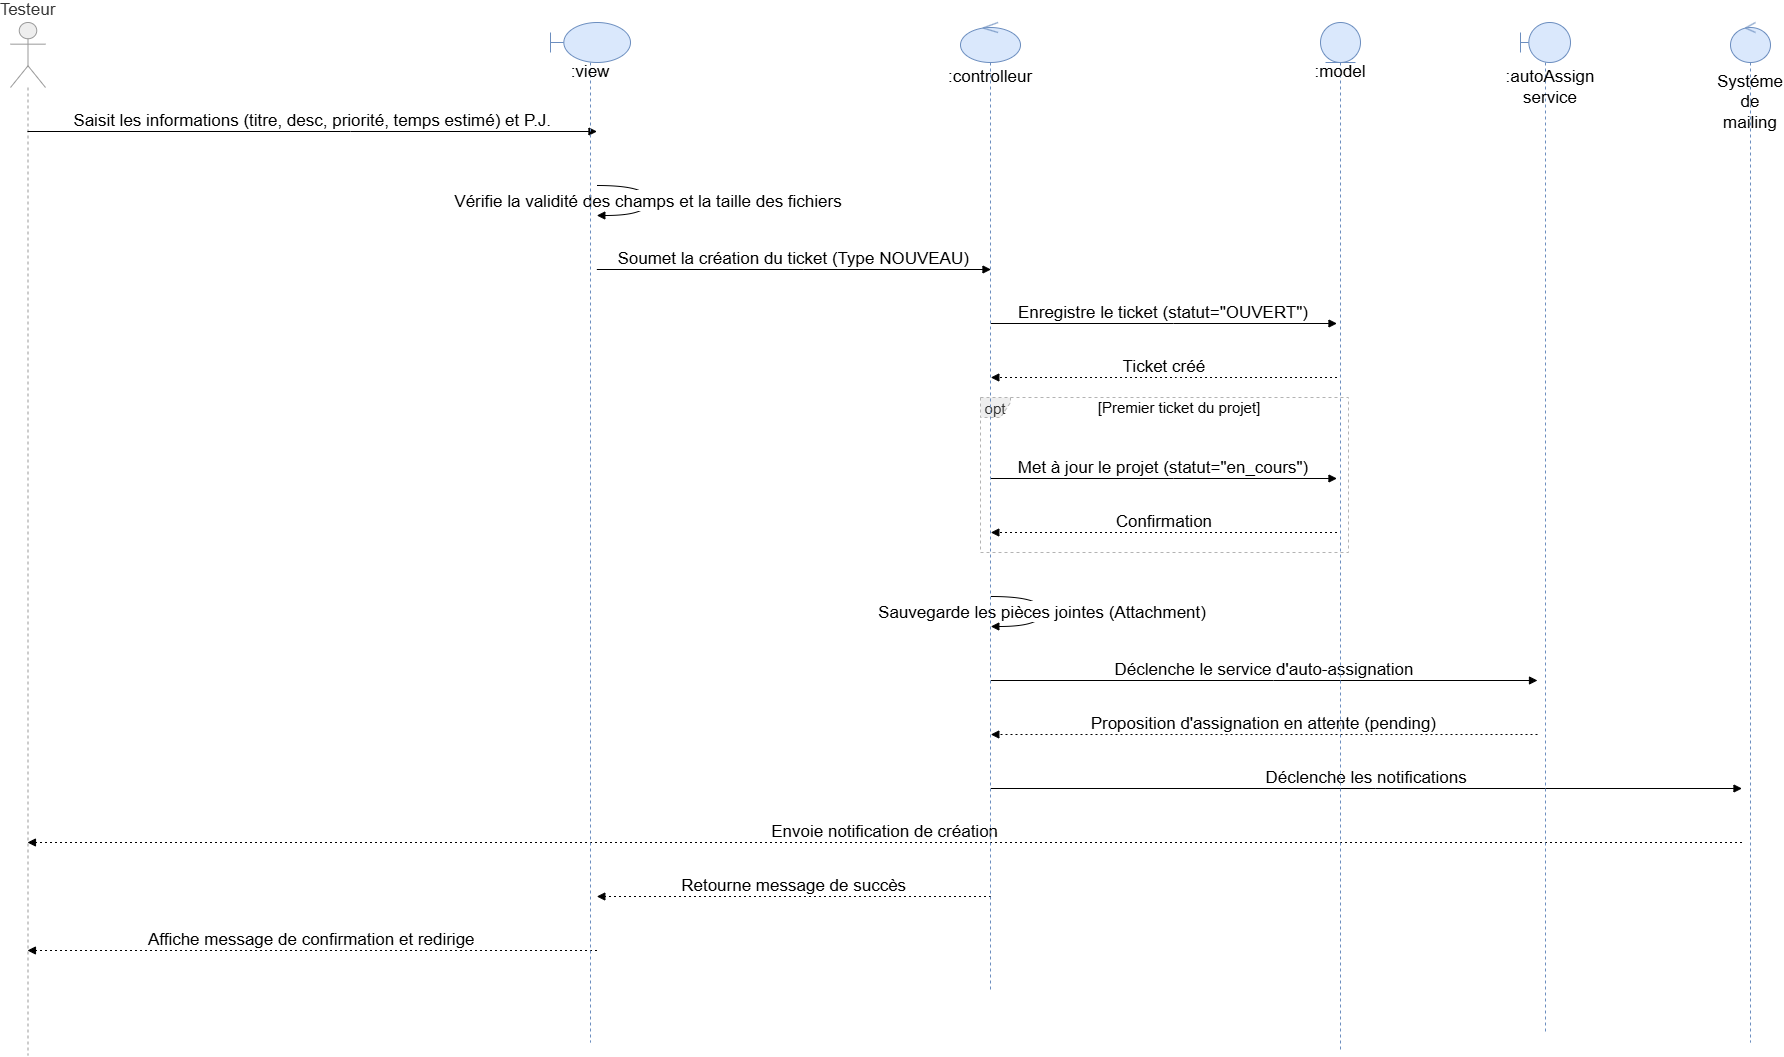 Testeur
:view
:controlleur
:model
:autoAssign
service
Systéme
de
mailing
Saisit les informations (titre, desc, priorité, temps estimé) et P.J.
Vérifie la validité des champs et la taille des fichiers
Soumet la création du ticket (Type NOUVEAU)
Enregistre le ticket (statut="OUVERT")
Ticket créé
opt
[Premier ticket du projet]
Met à jour le projet (statut="en_cours")
Confirmation
Sauvegarde les pièces jointes (Attachment)
Déclenche le service d'auto-assignation
Proposition d'assignation en attente (pending)
Déclenche les notifications
Envoie notification de création
Retourne message de succès
Affiche message de confirmation et redirige